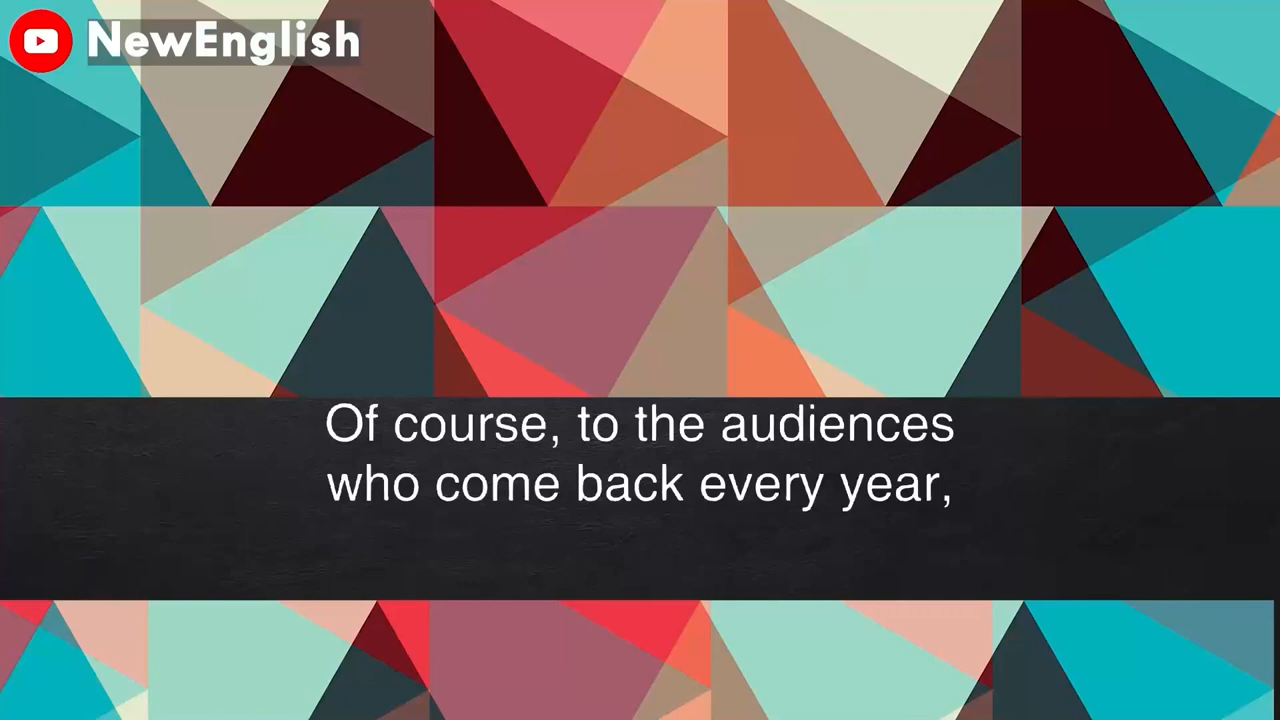 NewEnglish
Of course, to the audiences
who come back every year,